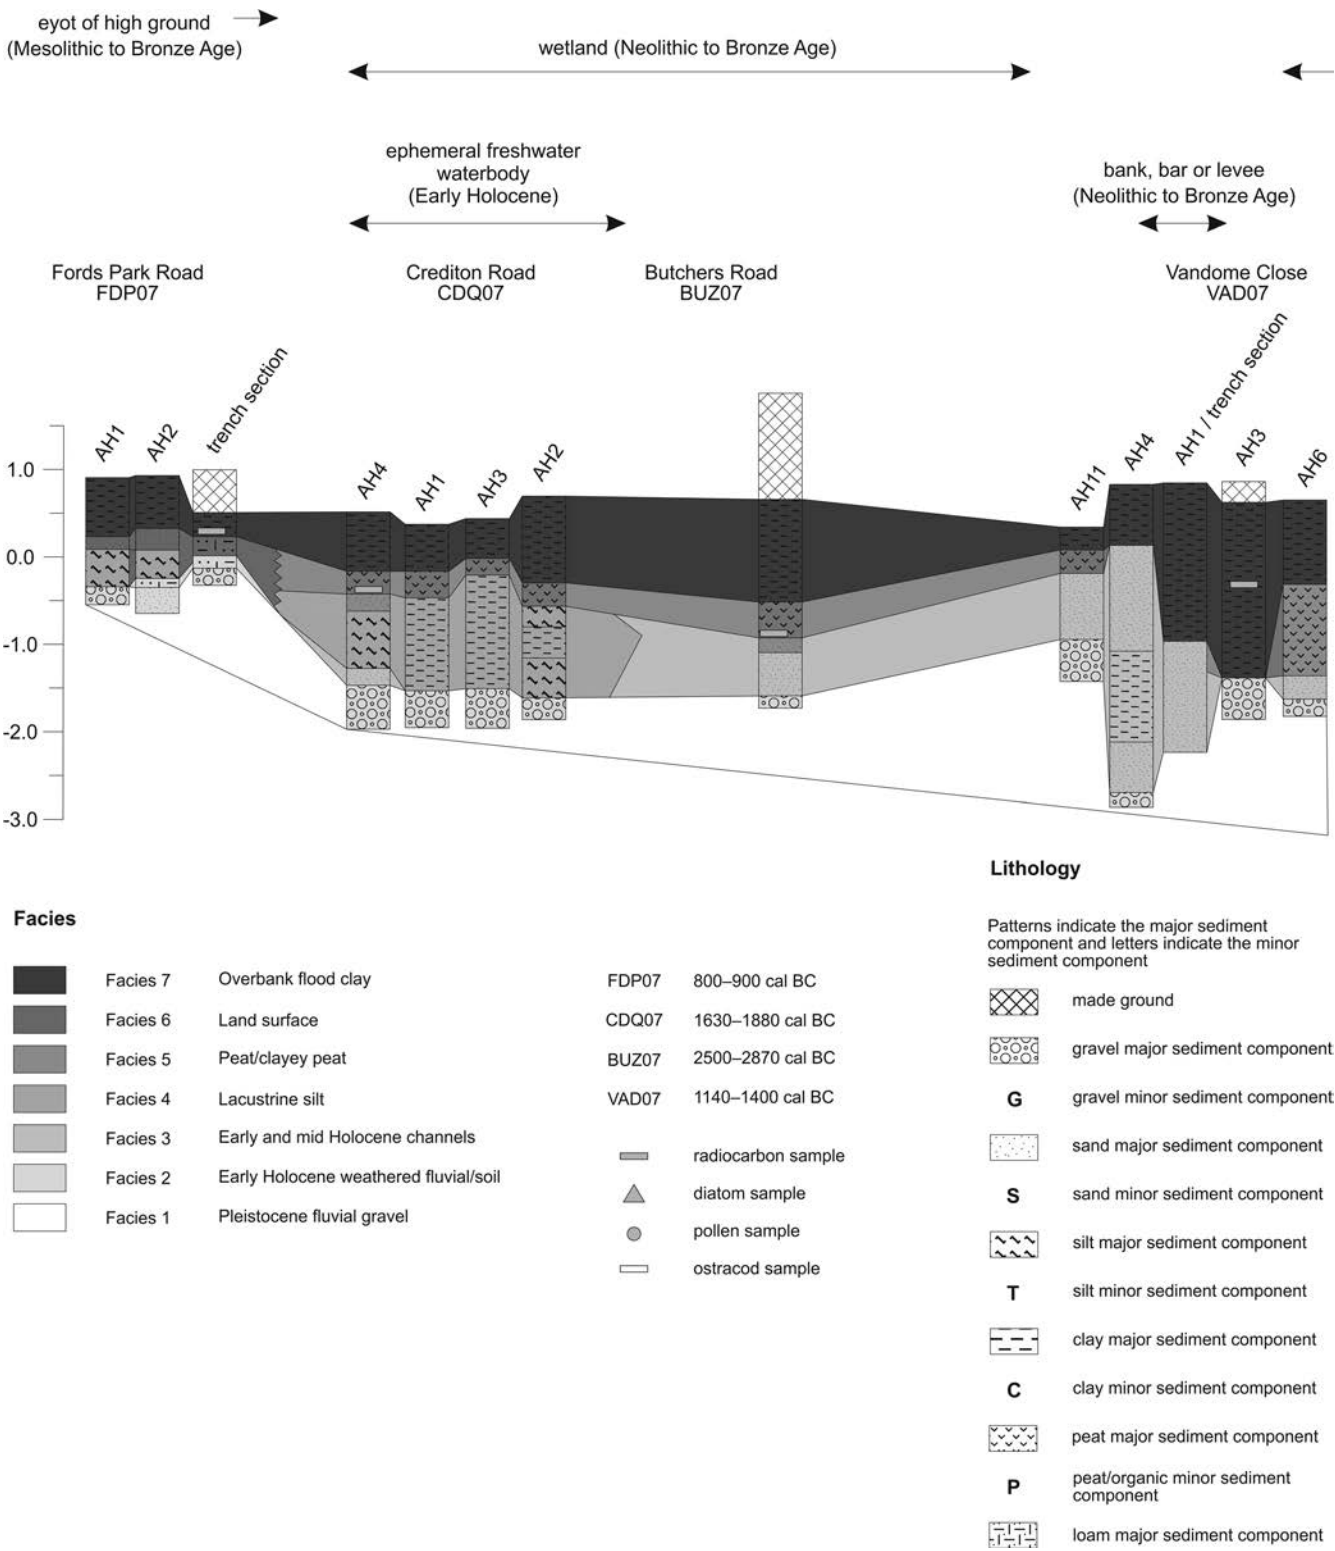 eyot of high ground
(Mesolithic to Bronze Age)
wetland (Neolithic to Bronze Age)
ephemeral freshwater
waterbody
(Early Holocene)
bank, bar or levee
(Neolithic to Bronze Age)
Fords Park Road
FDP07
Crediton Road
CDQ07
Butchers Road
BUZ07
Vandome Close
VAD07
AH1
AH2
trench section
AH4
AH1
AH3
AH2
AH11
AH4
AH1 / trench section
AH3
AH6
1.0
0.0
-1.0
-2.0
-3.0
Facies
Facies 7 Overbank flood clay
Facies 6 Land surface
Facies 5 Peat/clayey peat
Facies 4 Lacustrine silt
Facies 3 Early and mid Holocene channels
Facies 2 Early Holocene weathered fluvial/soil
Facies 1 Pleistocene fluvial gravel
FDP07 800–900 cal BC
CDQ07 1630–1880 cal BC
BUZ07 2500–2870 cal BC
VAD07 1140–1400 cal BC
radiocarbon sample
diatom sample
pollen sample
ostracod sample
Lithology
Patterns indicate the major sediment
component and letters indicate the minor
sediment component
made ground
gravel major sediment component
G gravel minor sediment component
sand major sediment component
S sand minor sediment component
silt major sediment component
T silt minor sediment component
clay major sediment component
C clay minor sediment component
peat major sediment component
P peat/organic minor sediment
component
loam major sediment component